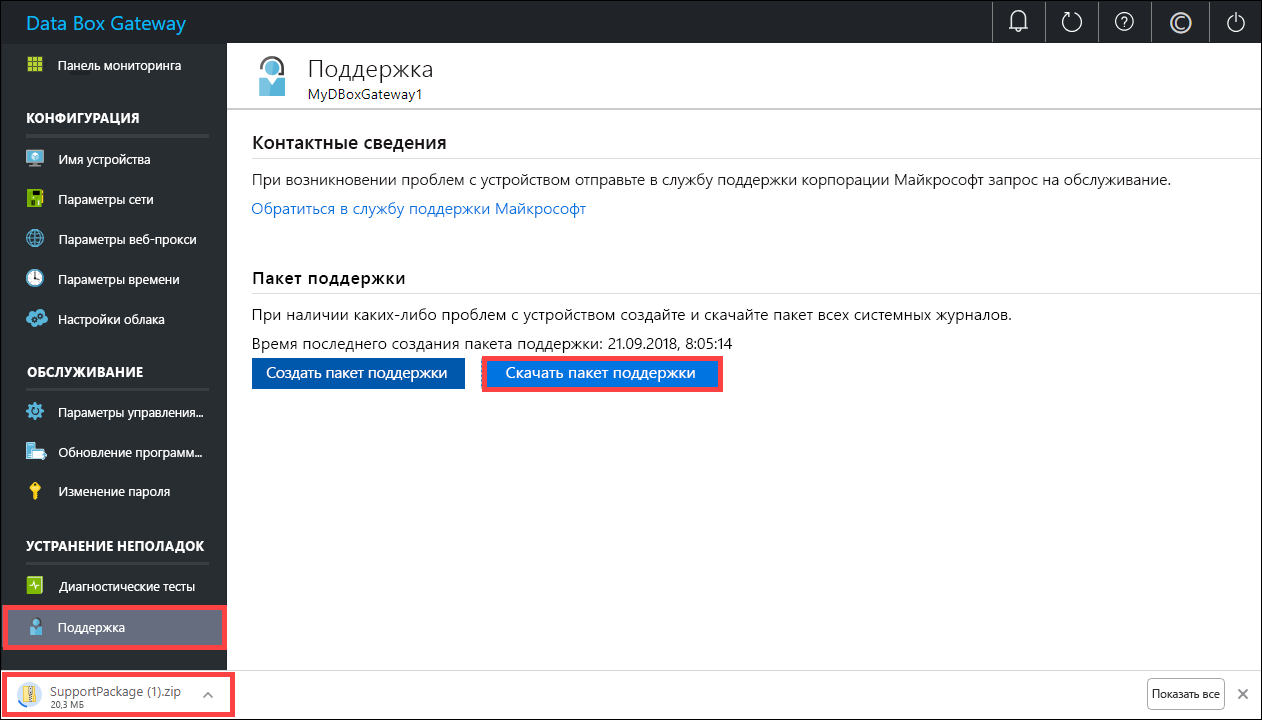 Data Box Gateway
Панель мониторинга
КОНФИГУРАЦИЯ
Имя устройства
Параметры сети
Параметры веб-прокси
Параметры времени
Настройки облака
ОБСЛУЖИВАНИЕ
Параметры управления...
Обновление программ...
Изменение пароля
УСТРАНЕНИЕ НЕПОЛАДОК
Диагностические тесты
Поддержка
Поддержка
MyDBoxGateway1
Контактные сведения
При возникновении проблем с устройством отправьте в службу поддержки корпорации Майкрософт запрос на обслуживание.
Обратиться в службу поддержки Майкрософт
Пакет поддержки
При наличии каких-либо проблем с устройством создайте и скачайте пакет всех системных журналов.
Время последнего создания пакета поддержки: 21.09.2018, 8:05:14
Создать пакет поддержки
Скачать пакет поддержки
SupportPackage (1).zip
20,3 МБ
Показать все